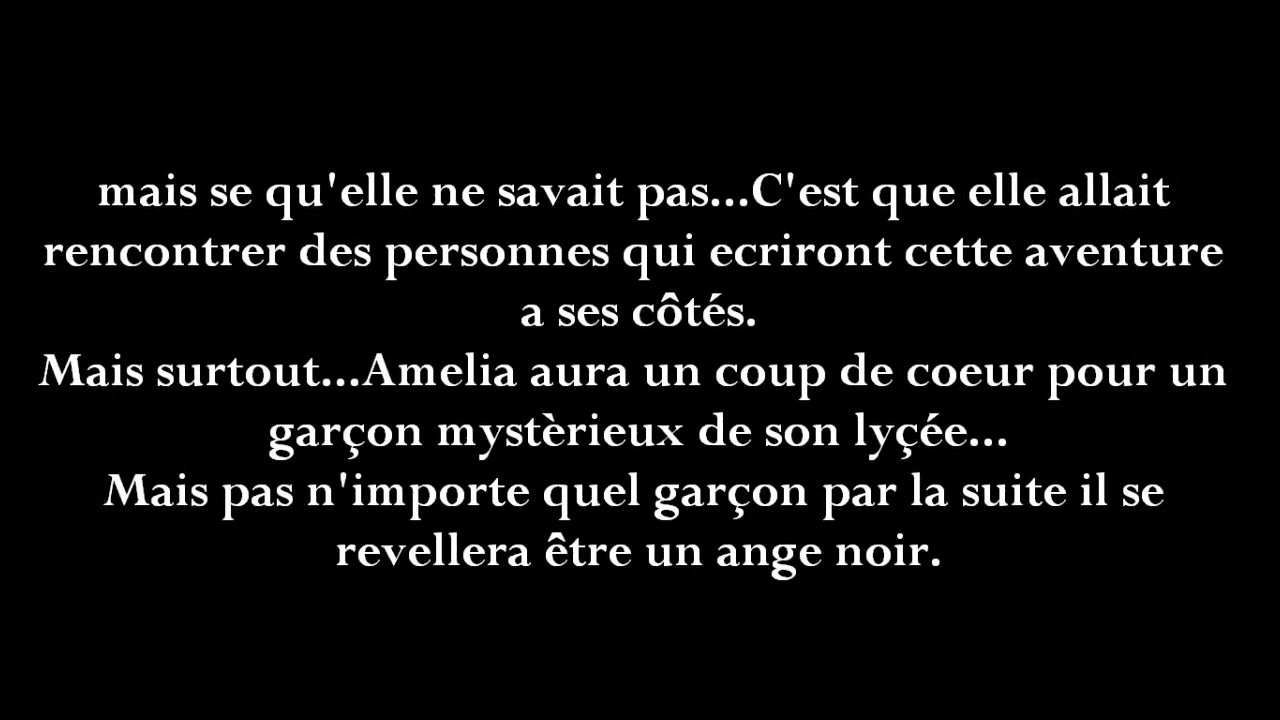 mais se qu'elle ne savait pas...C'est que elle allait
rencontrer des personnes qui ecriront cette aventure
a ses côtés.
Mais surtout...Amelia aura un coup de coeur pour un
garçon mystèrieux de son lyçée...
Mais pas n'importe quel garçon par la suite il se
revellera être un ange noir.